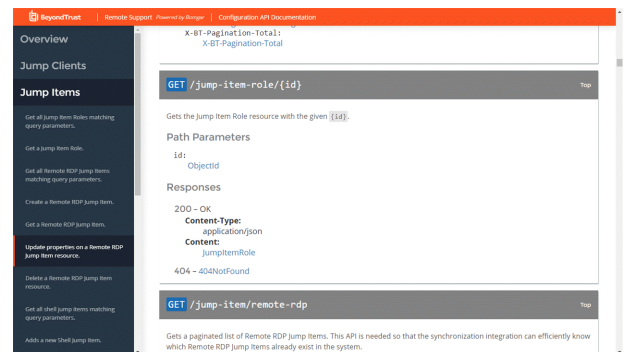 BeyondTrust | Remote Support Powered by Bomgar | Configuration API Documentation
Overview
Jump Clients
Jump Items
Get all Jump Item Roles matching
query parameters.
Get a Jump Item Role.
Get all Remote RDP Jump Items
matching query parameters.
Create a Remote RDP Jump Item.
Get a Remote RDP Jump Item.
Update properties on a Remote RDP
Jump Item resource.
Delete a Remote RDP Jump Item
resource.
Get all shell jump items matching
query parameters.
Adds a new Shell Jump Item.
X-BT-Pagination-Total:
X-BT-Pagination-Total
GET /jump-item-role/{id} Top
Gets the Jump Item Role resource with the given {id}.
Path Parameters
id:
ObjectId
Responses
200 – OK
Content-Type:
application/json
Content:
JumpItemRole
404 – 404NotFound
GET /jump-item/remote-rdp Top
Gets a paginated list of Remote RDP Jump Items. This API is needed so that the synchronization integration can efficiently know
which Remote RDP Jump Items already exist in the system.